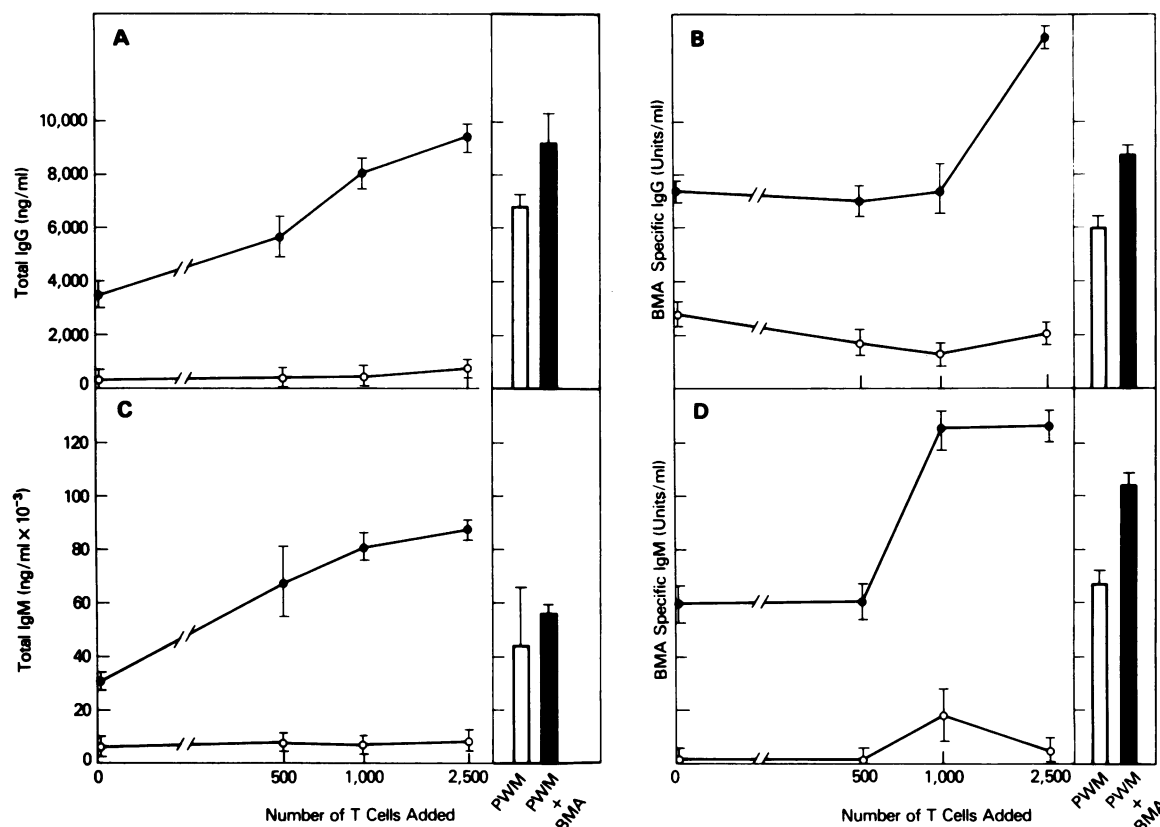 A
Total IgG (ng/ml)
10,000
8,000
6,000
4,000
2,000
0
B
BMA Specific IgG (Units/ml)
C
Total IgM (ng/ml × 10⁻³)
120
100
80
60
40
20
0
0
500
1,000
2,500
Number of T Cells Added
PWM
PWM
+
BMA
D
BMA Specific IgM (Units/ml)
0
500
1,000
2,500
Number of T Cells Added
PWM
PWM
+
BMA